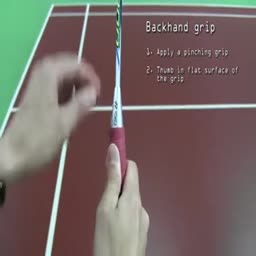 Backhand grip
1. Apply a pinching grip
2. Thumb in flat surface of
the grip